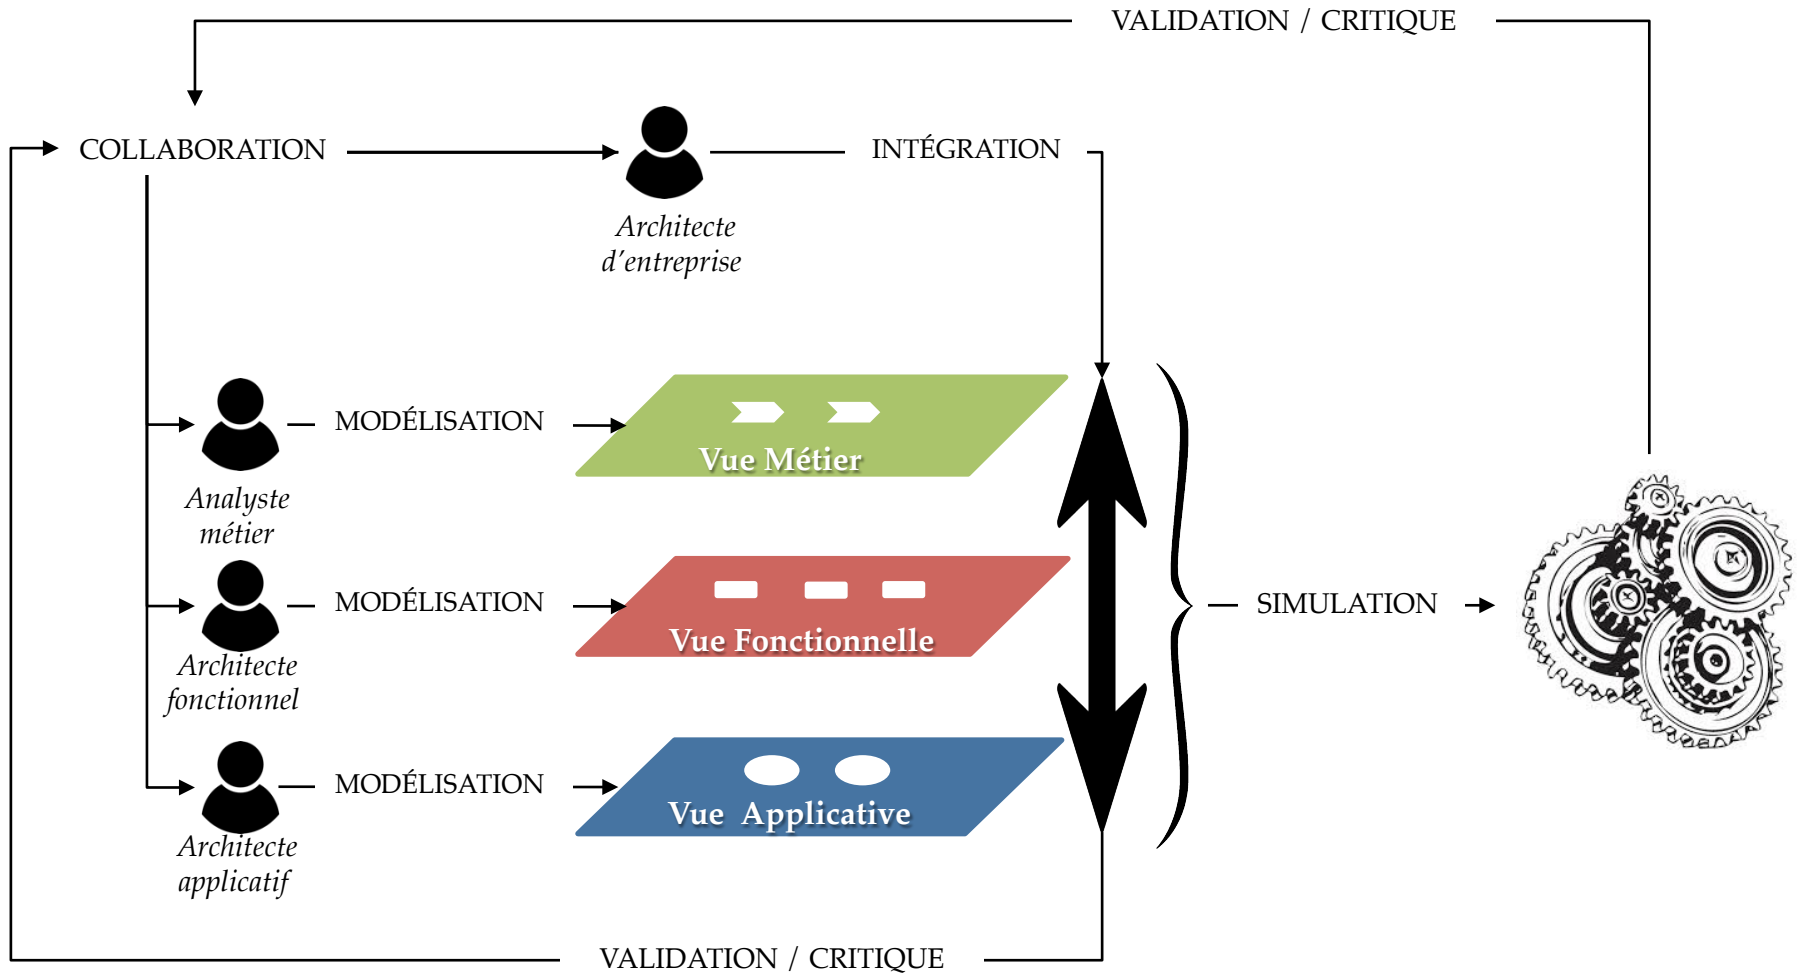 VALIDATION / CRITIQUE
COLLABORATION
INTÉGRATION
Architecte
d'entreprise
MODÉLISATION
Vue Métier
Analyste
métier
MODÉLISATION
SIMULATION
Vue Fonctionnelle
Architecte
fonctionnel
MODÉLISATION
Vue Applicative
Architecte
applicatif
VALIDATION / CRITIQUE